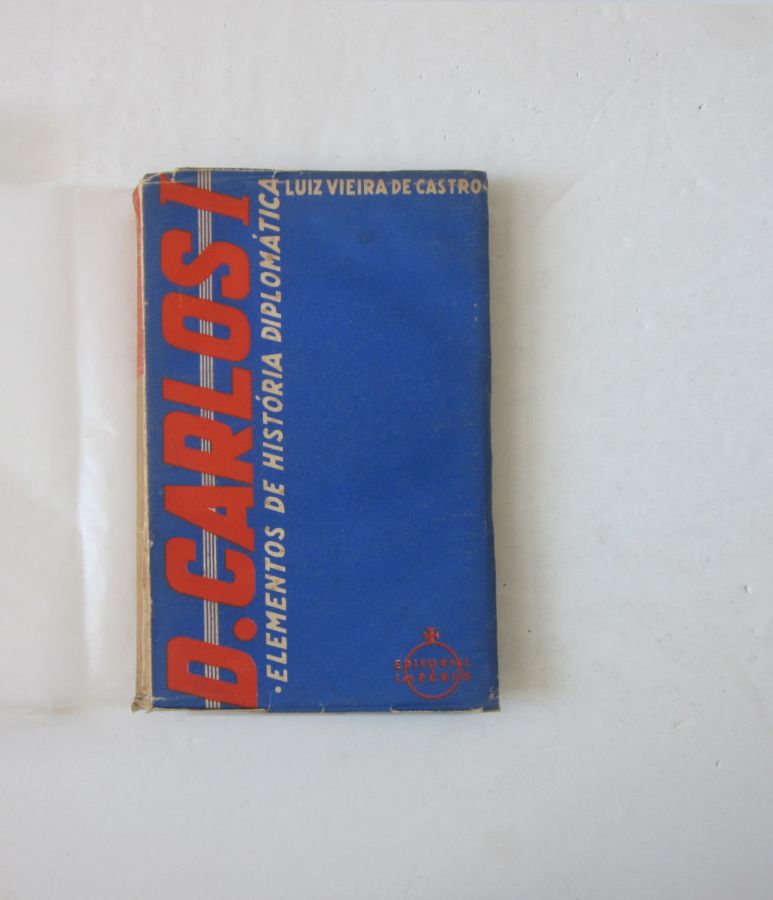 LUIZ VIEIRA DE CASTRO
D. CARLOS I
·ELEMENTOS DE HISTÓRIA DIPLOMÁTICA
EDITORIAL
IMPÉRIO